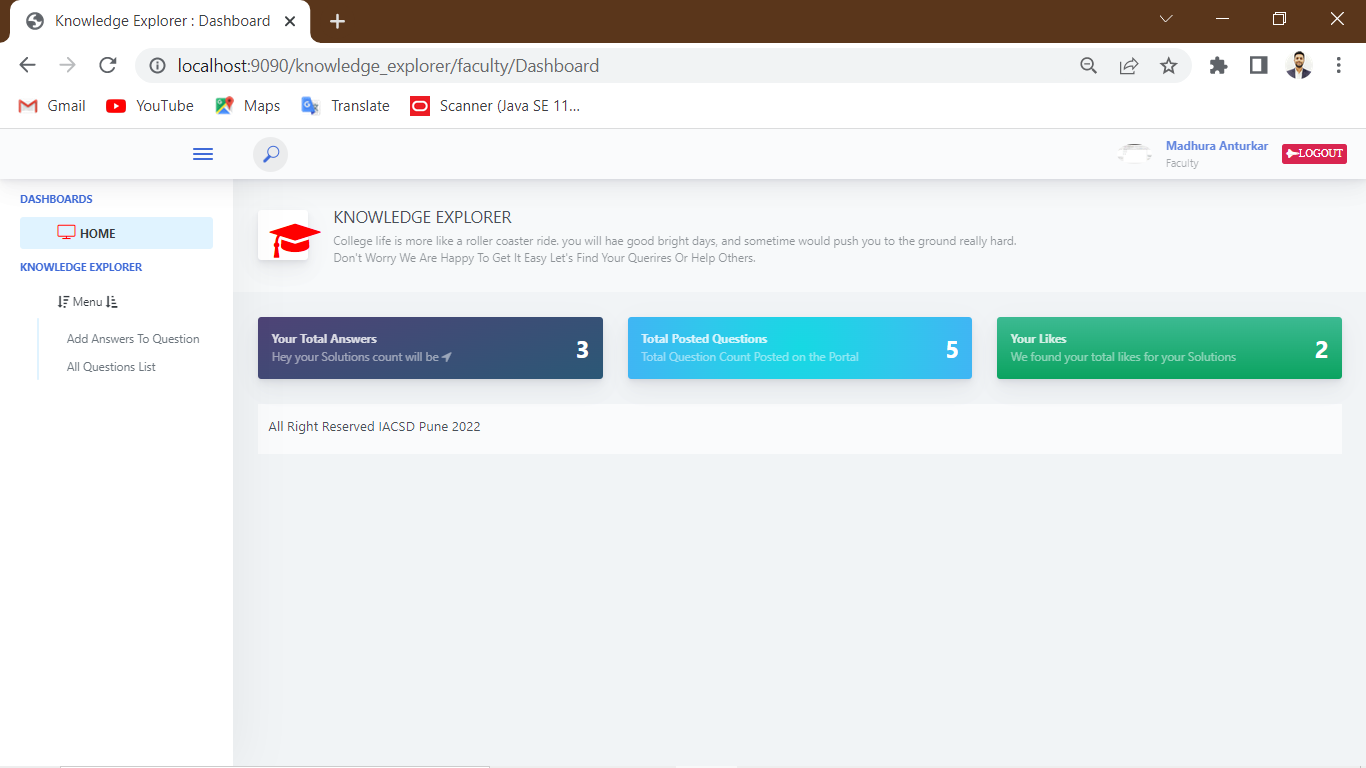 Knowledge Explorer : Dashboard
localhost:9090/knowledge_explorer/faculty/Dashboard
Gmail
YouTube
Maps
Translate
Scanner (Java SE 11...
Madhura Anturkar
Faculty
LOGOUT
DASHBOARDS
HOME
KNOWLEDGE EXPLORER
Menu
Add Answers To Question
All Questions List
KNOWLEDGE EXPLORER
College life is more like a roller coaster ride. you will hae good bright days, and sometime would push you to the ground really hard.
Don't Worry We Are Happy To Get It Easy Let's Find Your Querires Or Help Others.
Your Total Answers
Hey your Solutions count will be
3
Total Posted Questions
Total Question Count Posted on the Portal
5
Your Likes
We found your total likes for your Solutions
2
All Right Reserved IACSD Pune 2022